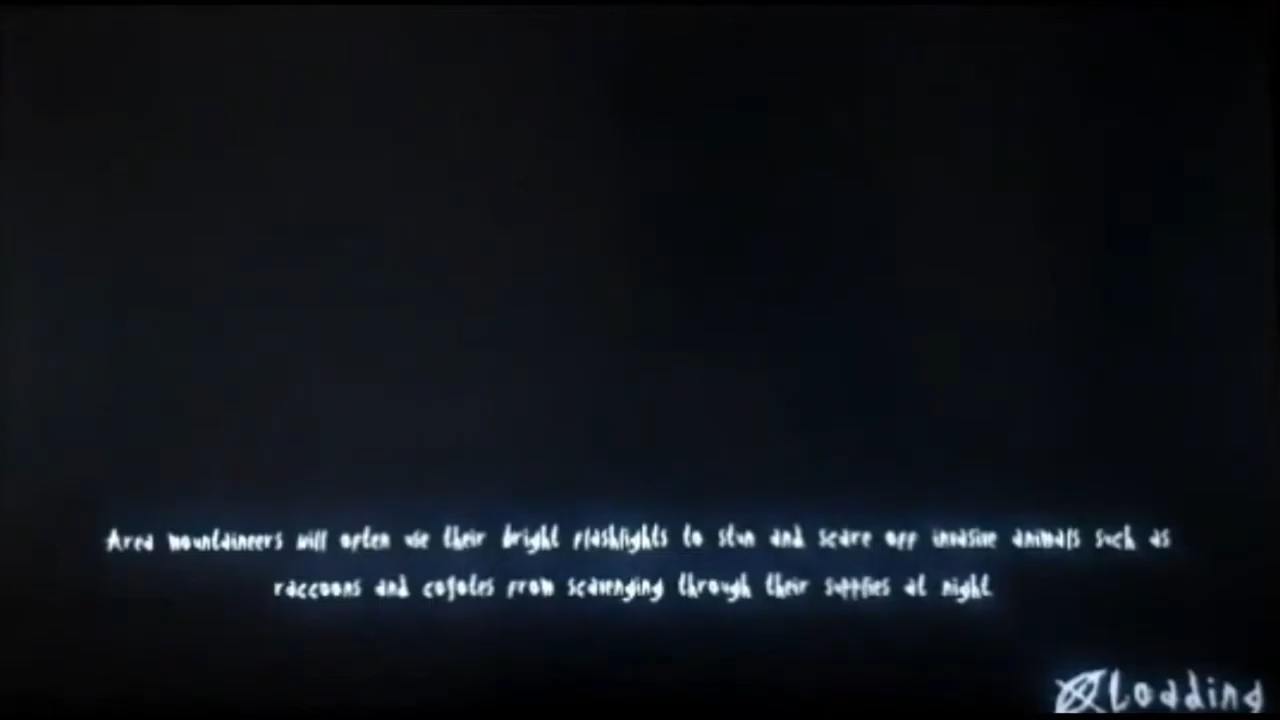 Area mountaineers will often use their bright flashlights to stun and scare off invasive animals such as
raccoons and coyotes from scavenging through their supplies at night
Loading